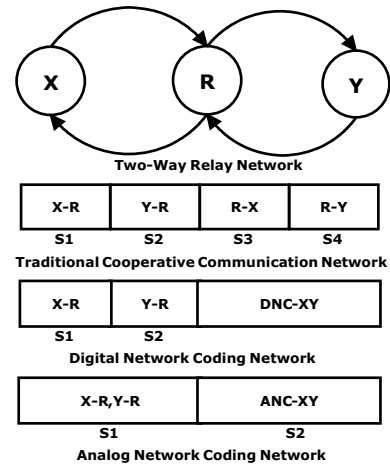 X R Y
Two-Way Relay Network
X-R Y-R R-X R-Y
S1 S2 S3 S4
Traditional Cooperative Communication Network
X-R Y-R DNC-XY
S1 S2
Digital Network Coding Network
X-R,Y-R ANC-XY
S1 S2
Analog Network Coding Network